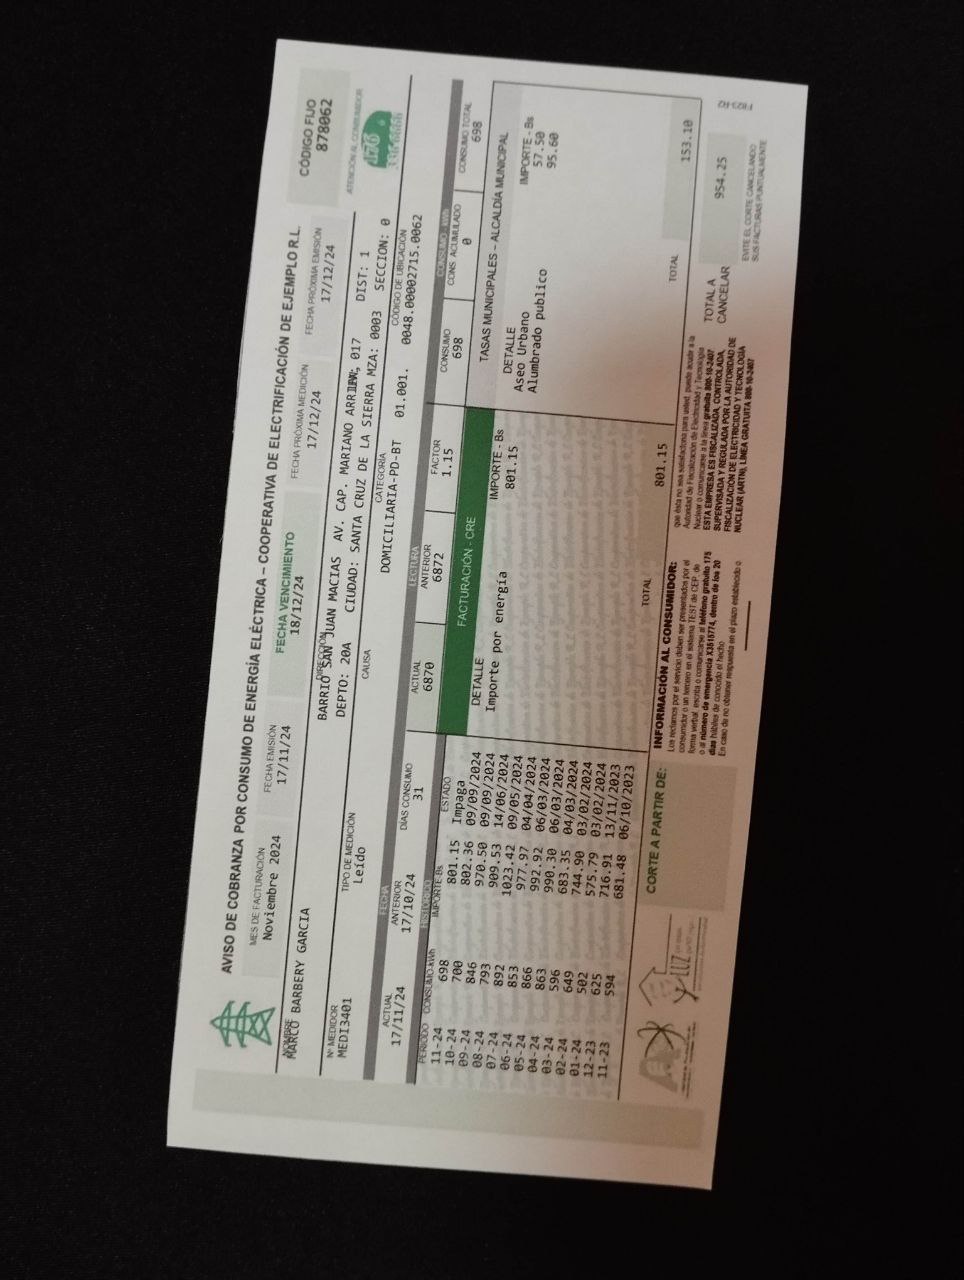 AVISO DE COBRANZA POR CONSUMO DE ENERGÍA ELÉCTRICA – COOPERATIVA DE ELECTRIFICACIÓN DE EJEMPLO R.L.
CÓDIGO FIJO
878062
MES DE FACTURACIÓN
Noviembre 2024
FECHA EMISIÓN
17/11/24
FECHA VENCIMIENTO
18/12/24
FECHA PRÓXIMA MEDICIÓN
17/12/24
FECHA PRÓXIMA EMISIÓN
17/12/24
ATENCIÓN AL CONSUMIDOR
176
NOMBRE
MARCO BARBERY GARCIA
DIRECCIÓN
BARRIO SAN JUAN MACIAS AV. CAP. MARIANO ARRIEN, 017 DIST: 1
DEPTO: 20A CIUDAD: SANTA CRUZ DE LA SIERRA MZA: 0003 SECCION: 0
Nº MEDIDOR
MEDI3401
TIPO DE MEDICIÓN
Leído
CAUSA
CATEGORÍA
DOMICILIARIA-PD-BT
CÓDIGO DE UBICACIÓN
01.001. 0048.00002715.0062
FECHA
LECTURA
CONSUMO - kWh
ACTUAL ANTERIOR DÍAS CONSUMO ACTUAL ANTERIOR FACTOR CONSUMO CONS ACUMULADO CONSUMO TOTAL
17/11/24 17/10/24 31 6870 6872 1.15 698 0 698
HISTÓRICO
PERIODO CONSUMO-kWh IMPORTE-Bs ESTADO
11-24 698 801.15 Impaga
10-24 700 802.36 09/09/2024
09-24 846 970.50 09/09/2024
08-24 793 909.53 14/06/2024
07-24 892 1023.42 09/05/2024
06-24 853 977.97 04/04/2024
05-24 866 992.92 06/03/2024
04-24 863 990.30 06/03/2024
03-24 596 683.35 04/03/2024
02-24 649 744.90 03/02/2024
01-24 502 575.79 03/02/2024
12-23 625 716.91 13/11/2023
11-23 594 681.48 06/10/2023
FACTURACIÓN - CRE
DETALLE IMPORTE - Bs
Importe por energía 801.15
TOTAL 801.15
TASAS MUNICIPALES – ALCALDÍA MUNICIPAL
DETALLE IMPORTE - Bs
Aseo Urbano 57.50
Alumbrado publico 95.60
TOTAL 153.10
CORTE A PARTIR DE:
INFORMACIÓN AL CONSUMIDOR:
Los reclamos por el servicio deben ser presentados por el
consumidor o un tercero en el sistema TEST de CEP, de
forma verbal, escrita o comunicarse al teléfono gratuito 175
o al número de emergencia X3615774, dentro de los 20
días hábiles de conocido el hecho
En caso de no obtener respuesta en el plazo establecido o
que ésta no sea satisfactoria para usted, puede acudir a la
Autoridad de Fiscalización de Electricidad y Tecnología
Nuclear o comunicarse a la línea gratuita 800-10-2407
ESTA EMPRESA ES FISCALIZADA, CONTROLADA,
SUPERVISADA Y REGULADA POR LA AUTORIDAD DE
FISCALIZACIÓN DE ELECTRICIDAD Y TECNOLOGÍA
NUCLEAR (AETN). LÍNEA GRATUITA 800-10-2407
TOTAL A
CANCELAR
954.25
EVITE EL CORTE CANCELANDO
SUS FACTURAS PUNTUALMENTE
LUZ